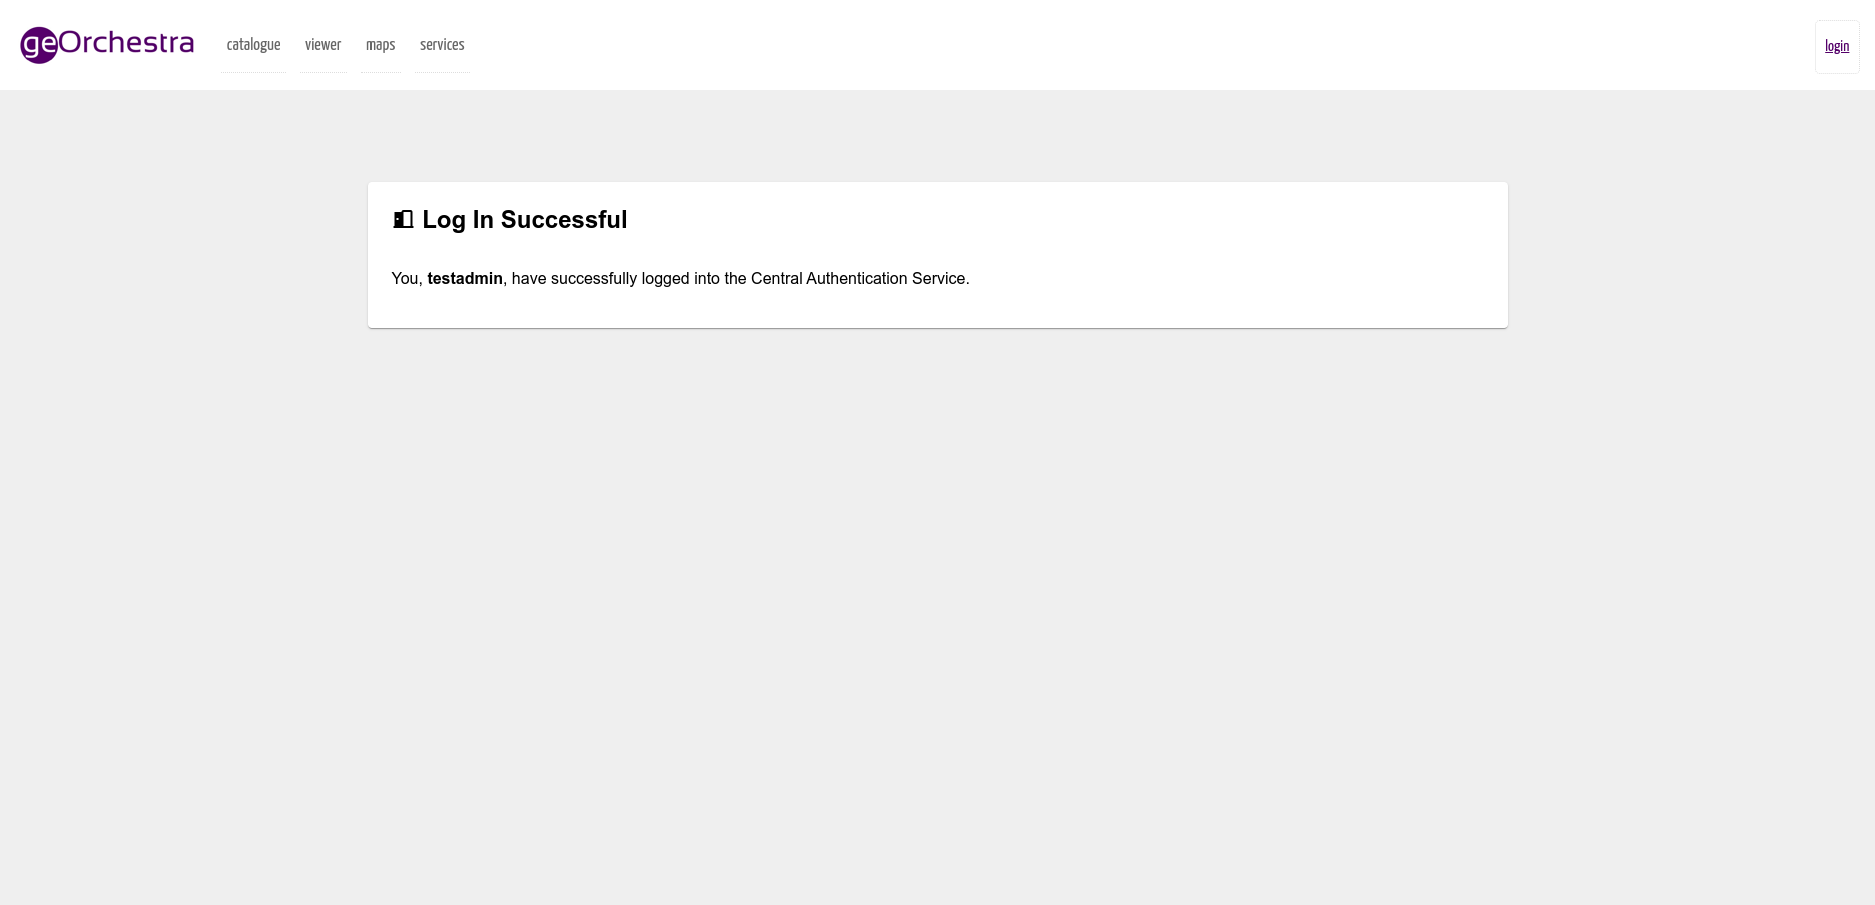 geOrchestra
catalogue viewer maps services
login
Log In Successful
You, testadmin, have successfully logged into the Central Authentication Service.